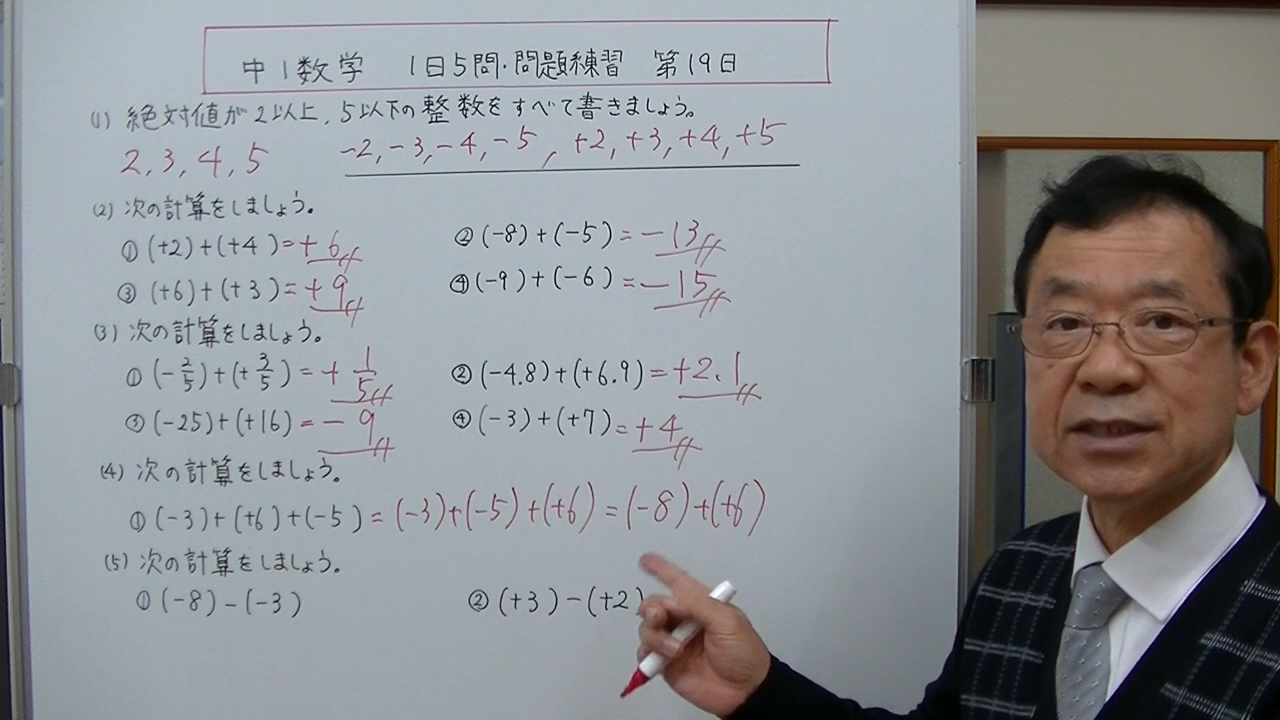 中1数学 1日5問・問題練習 第19日
(1) 絶対値が2以上，5以下の整数をすべて書きましょう。
2, 3, 4, 5 -2, -3, -4, -5, +2, +3, +4, +5
(2) 次の計算をしましょう。
① (+2)+(+4)=+6 ② (-8)+(-5)=-13
③ (+6)+(+3)=+9 ④ (-9)+(-6)=-15
(3) 次の計算をしましょう。
① (-2/5)+(+3/5)=+1/5 ② (-4.8)+(+6.9)=+2.1
③ (-25)+(+16)=-9 ④ (-3)+(+7)=+4
(4) 次の計算をしましょう。
① (-3)+(+6)+(-5)=(-3)+(-5)+(+6)=(-8)+(+6)
(5) 次の計算をしましょう。
① (-8)-(-3) ② (+3)-(+2)